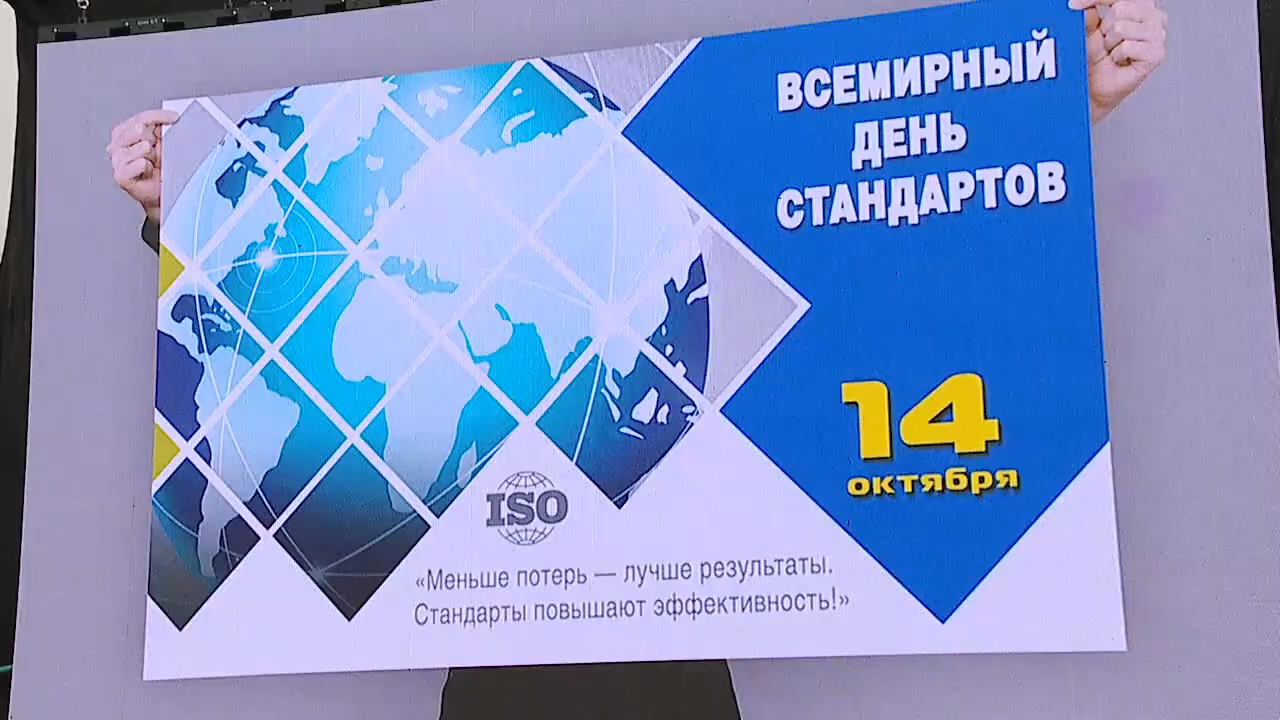 ВСЕМИРНЫЙ
ДЕНЬ
СТАНДАРТОВ
14
октября
ISO
«Меньше потерь — лучше результаты.
Стандарты повышают эффективность!»